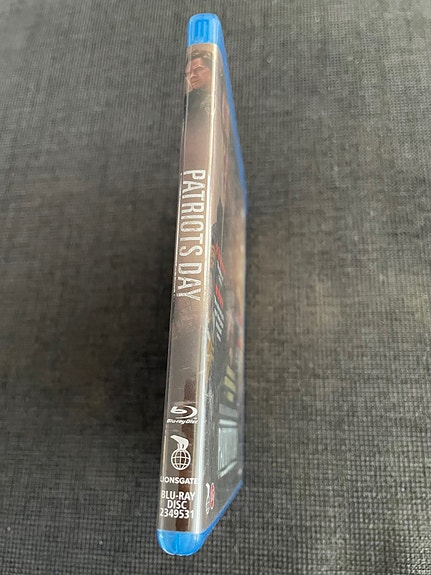 PATRIOTS DAY
Blu-ray Disc
LIONSGATE
BLU-RAY
DISC
2349531